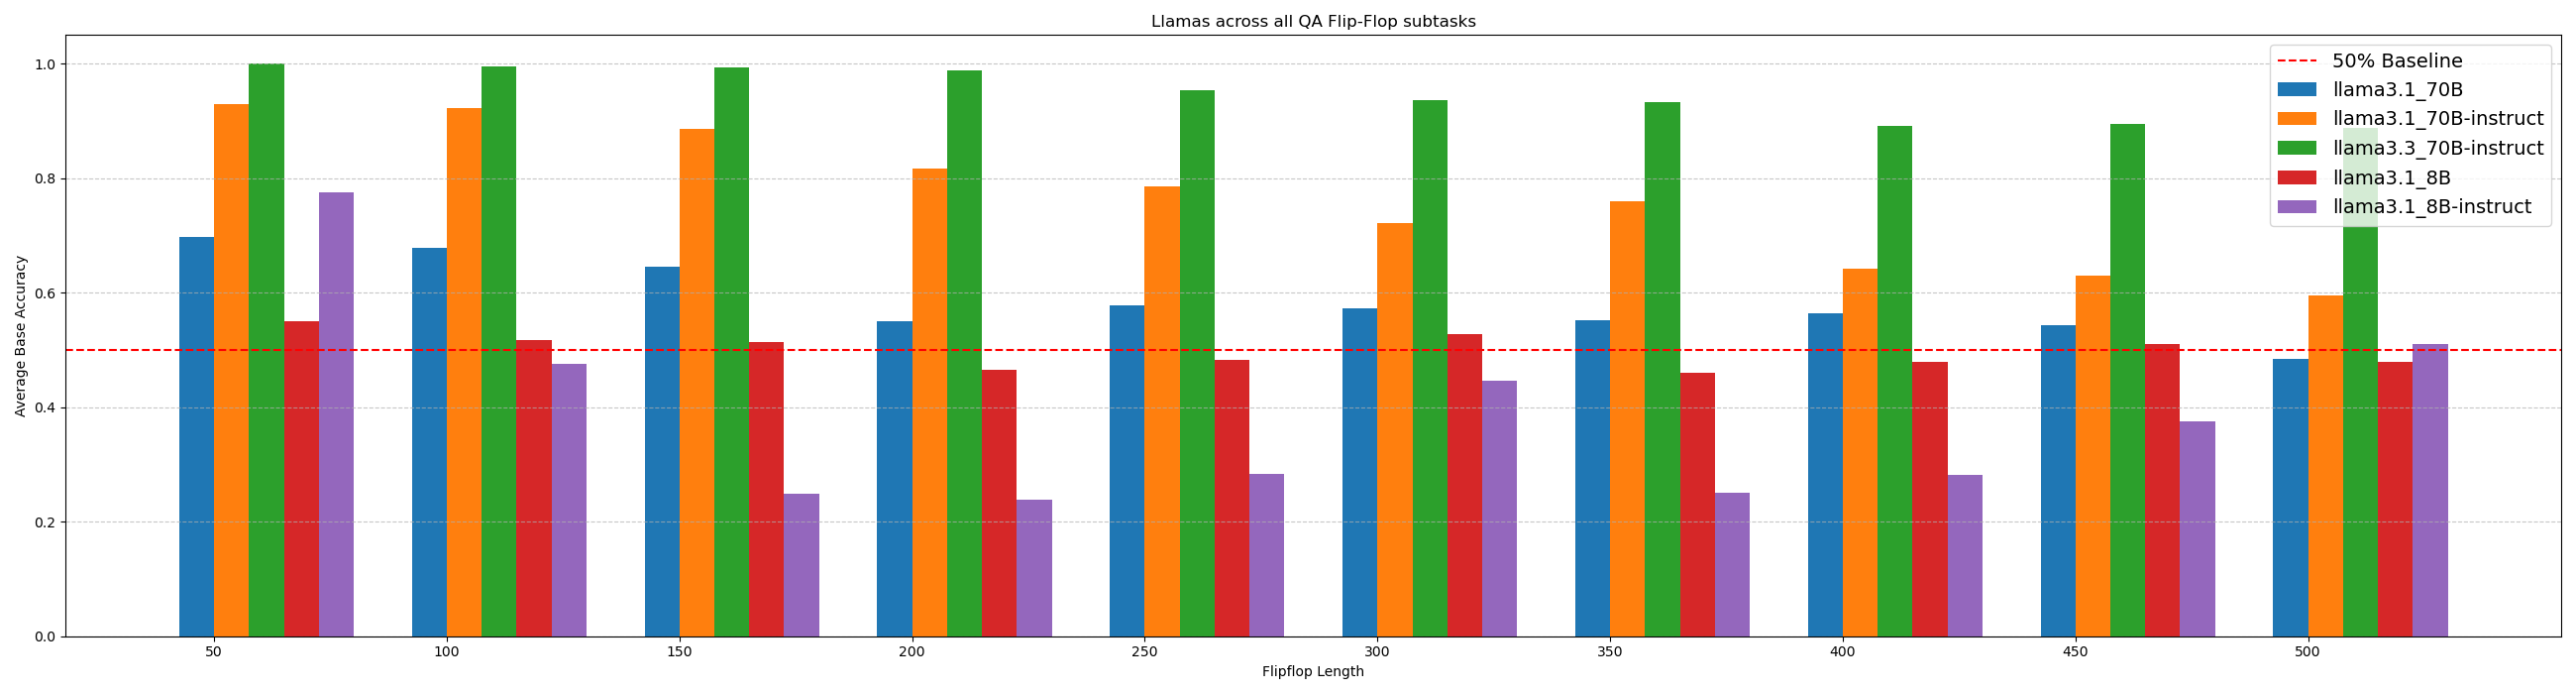 Llamas across all QA Flip-Flop subtasks
Average Base Accuracy
1.0
0.8
0.6
0.4
0.2
0.0
50% Baseline
llama3.1_70B
llama3.1_70B-instruct
llama3.3_70B-instruct
llama3.1_8B
llama3.1_8B-instruct
50 100 150 200 250 300 350 400 450 500
Flipflop Length